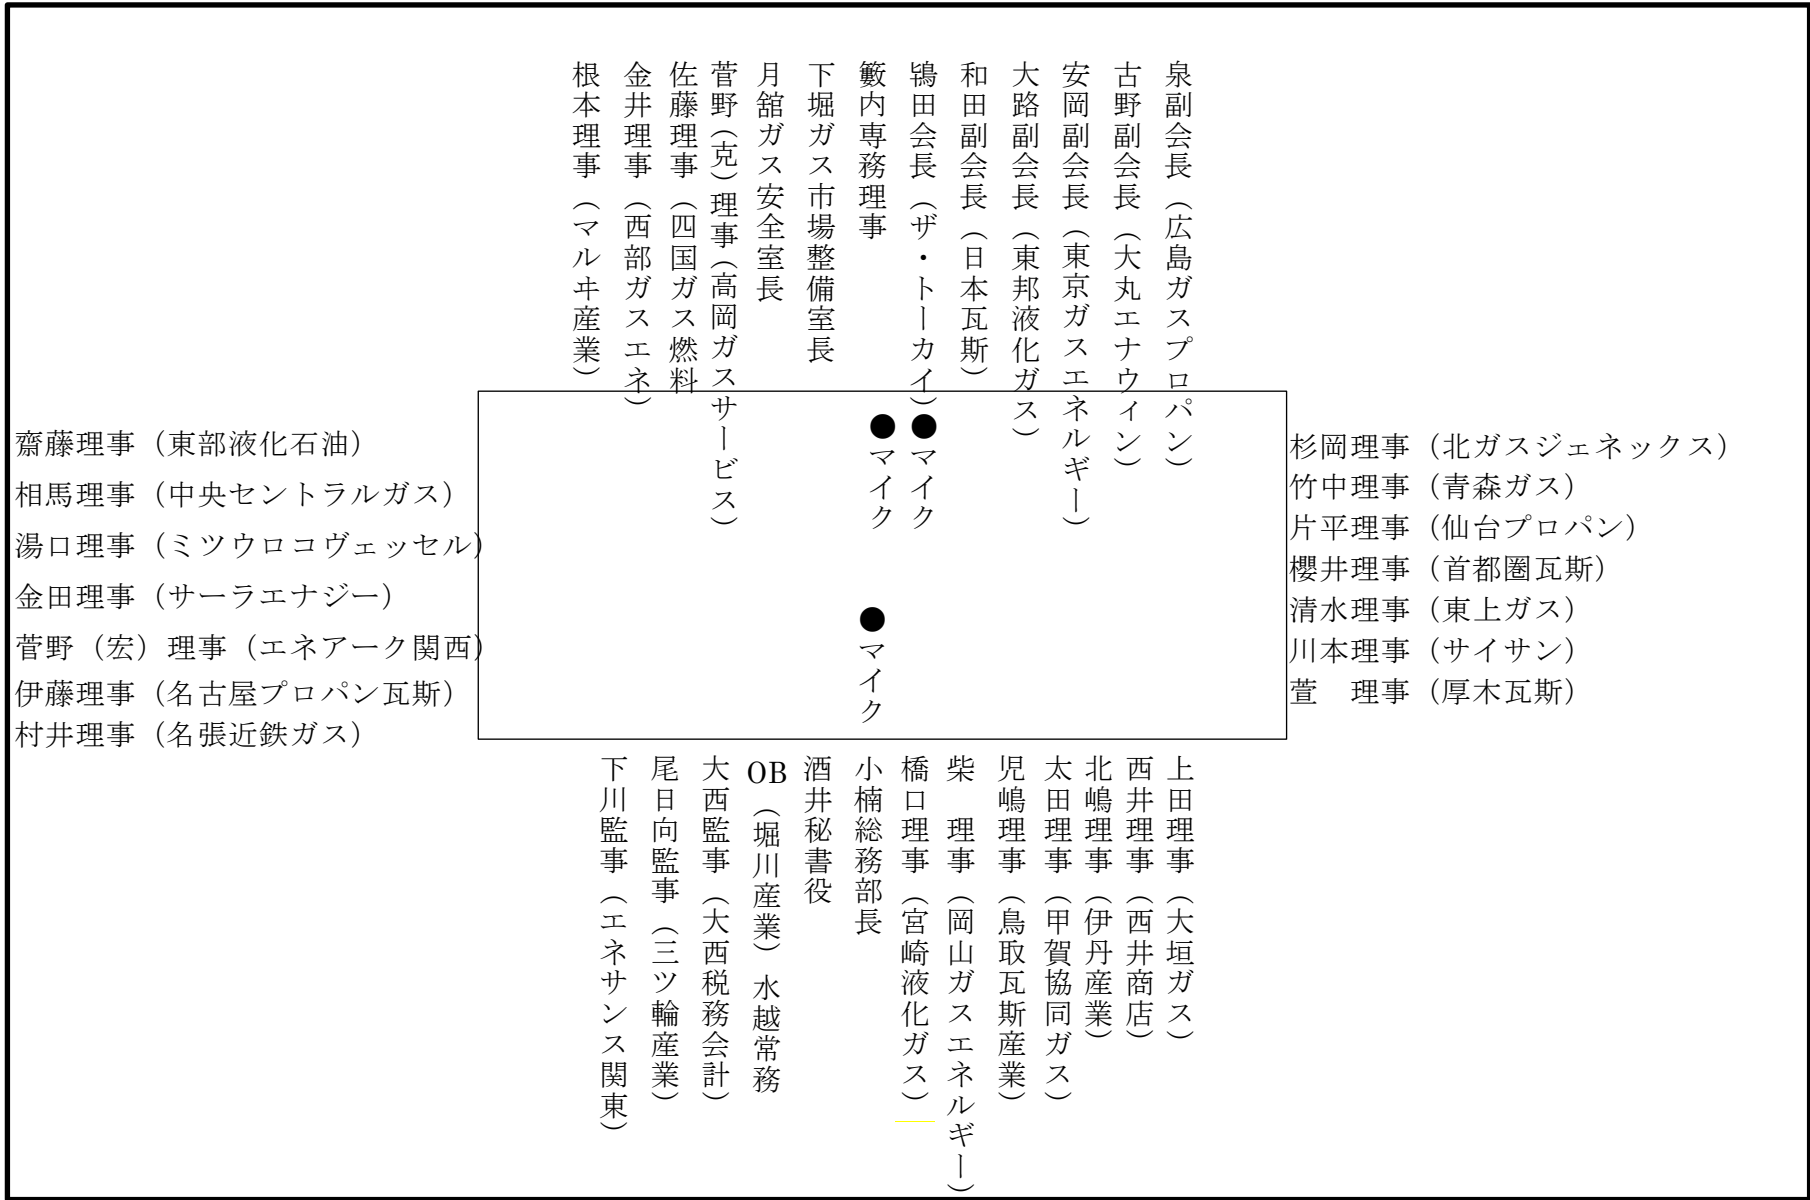 泉副会長（広島ガスプロパン）
古野副会長（大丸エナウィン）
安岡副会長（東京ガスエネルギー）
大路副会長（東邦液化ガス）
和田副会長（日本瓦斯）
鴇田会長（ザ・トーカイ）
籔内専務理事
下堀ガス市場整備室長
月舘ガス安全室長
菅野（克）理事（高岡ガスサービス）
佐藤理事（四国ガス燃料
金井理事（西部ガスエネ）
根本理事（マルヰ産業）
●マイク
●マイク
●マイク
齋藤理事（東部液化石油）
相馬理事（中央セントラルガス）
湯口理事（ミツウロコヴェッセル）
金田理事（サーラエナジー）
菅野（宏）理事（エネアーク関西）
伊藤理事（名古屋プロパン瓦斯）
村井理事（名張近鉄ガス）
杉岡理事（北ガスジェネックス）
竹中理事（青森ガス）
片平理事（仙台プロパン）
櫻井理事（首都圏瓦斯）
清水理事（東上ガス）
川本理事（サイサン）
萱　理事（厚木瓦斯）
上田理事（大垣ガス）
西井理事（西井商店）
北嶋理事（伊丹産業）
太田理事（甲賀協同ガス）
児嶋理事（鳥取瓦斯産業）
柴　理事（岡山ガスエネルギー）
橋口理事（宮崎液化ガス）
小楠総務部長
酒井秘書役
OB（堀川産業）水越常務
大西監事（大西税務会計）
尾日向監事（三ツ輪産業）
下川監事（エネサンス関東）